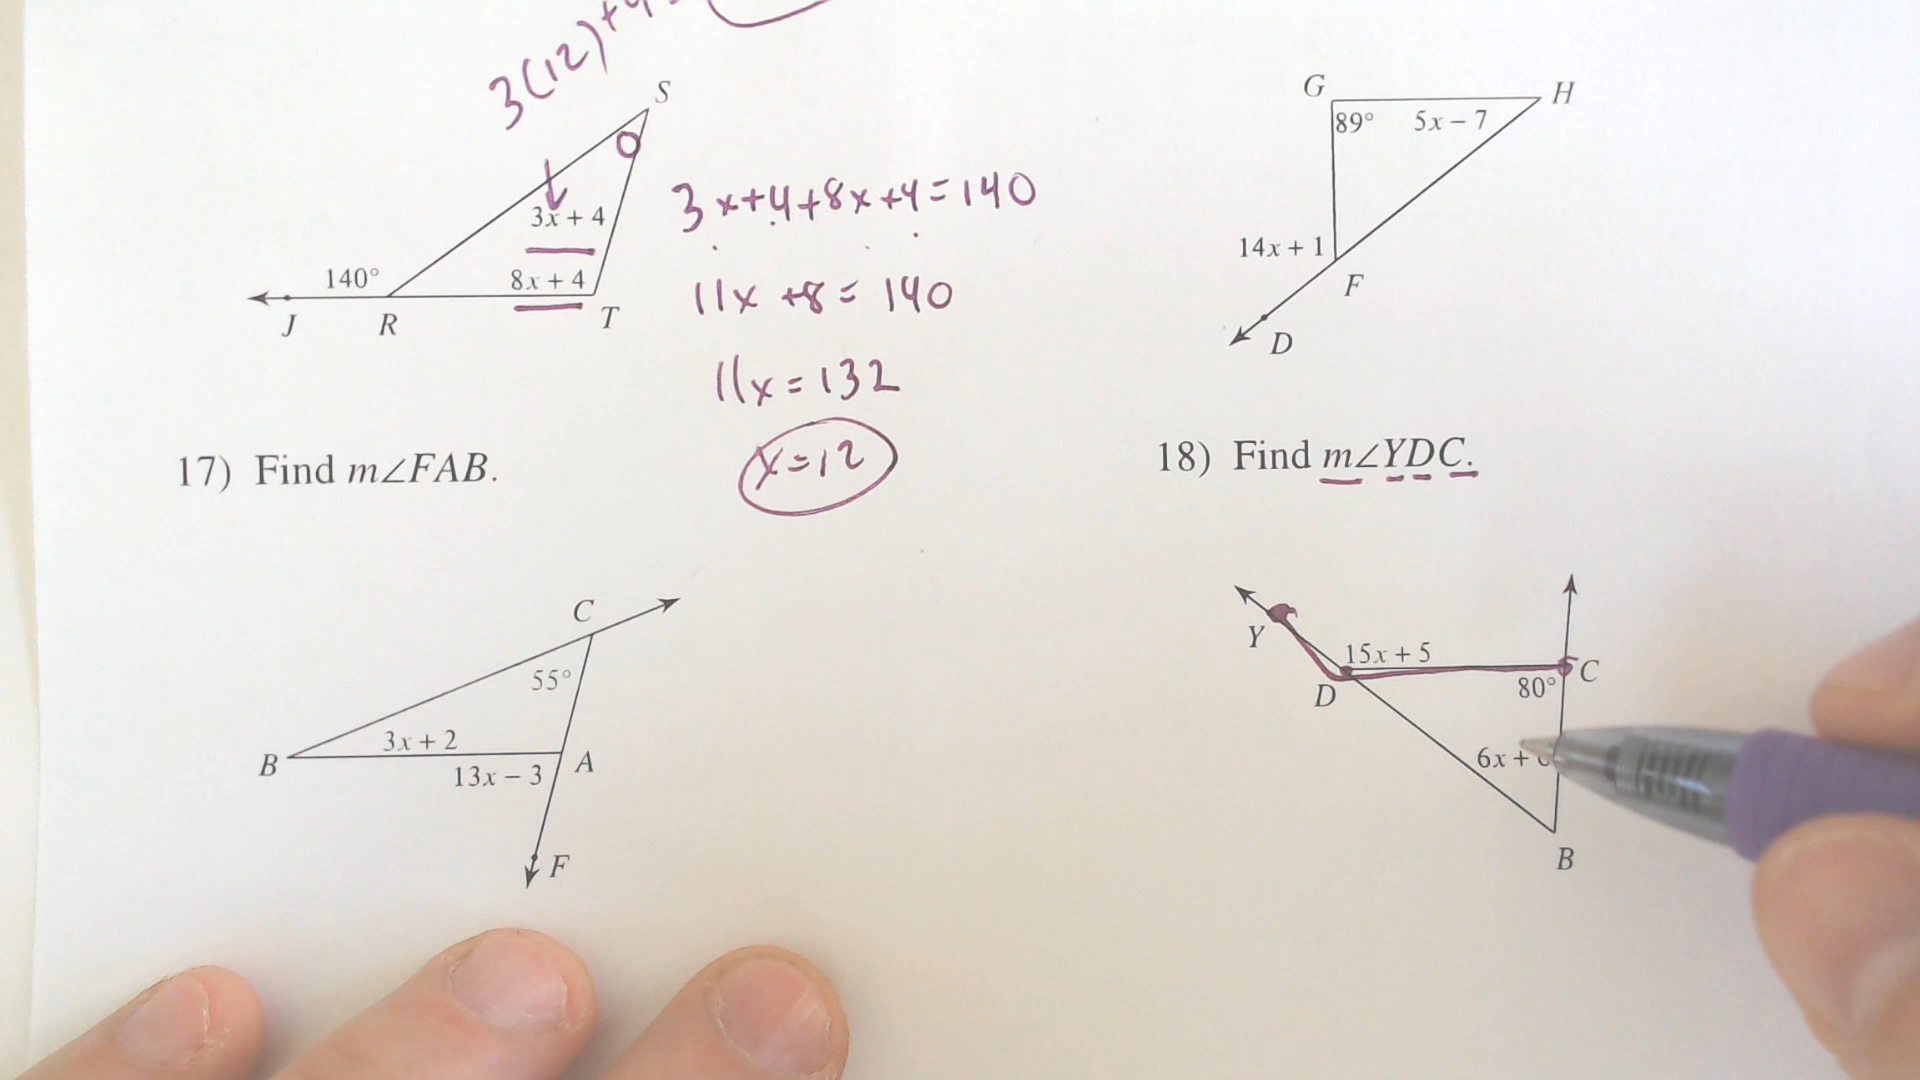 3(12)+4
S
3x + 4
140°
8x + 4
J
R
T
3x+4+8x+4=140
11x +8 = 140
11x = 132
x=12
G
H
89°
5x − 7
14x + 1
F
D
17) Find m∠FAB.
C
55°
3x + 2
B
13x − 3
A
F
18) Find m∠YDC.
Y
15x + 5
D
80°
C
6x +
B